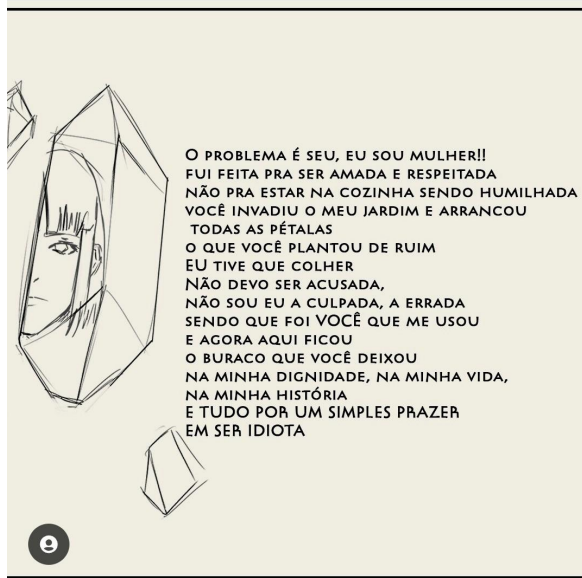 O PROBLEMA É SEU, EU SOU MULHER!!
FUI FEITA PRA SER AMADA E RESPEITADA
NÃO PRA ESTAR NA COZINHA SENDO HUMILHADA
VOCÊ INVADIU O MEU JARDIM E ARRANCOU
TODAS AS PÉTALAS
O QUE VOCÊ PLANTOU DE RUIM
EU TIVE QUE COLHER
NÃO DEVO SER ACUSADA,
NÃO SOU EU A CULPADA, A ERRADA
SENDO QUE FOI VOCÊ QUE ME USOU
E AGORA AQUI FICOU
O BURACO QUE VOCÊ DEIXOU
NA MINHA DIGNIDADE, NA MINHA VIDA,
NA MINHA HISTÓRIA
E TUDO POR UM SIMPLES PRAZER
EM SER IDIOTA